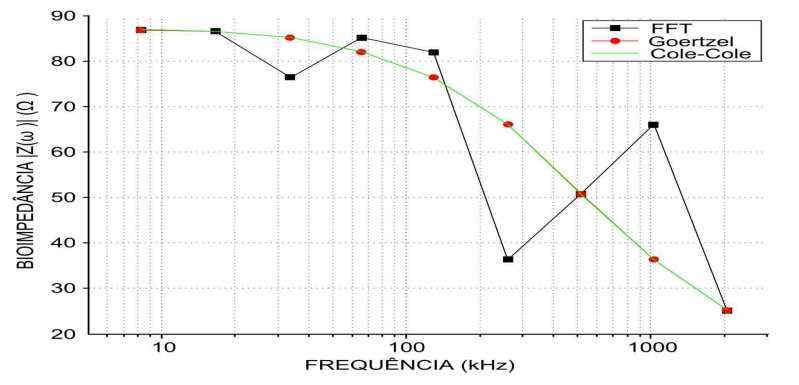 90
80
70
60
50
40
30
20
BIOIMPEDÂNCIA |Z(ω )| (Ω )
FFT
Goertzel
Cole-Cole
10
100
1000
FREQUÊNCIA (kHz)